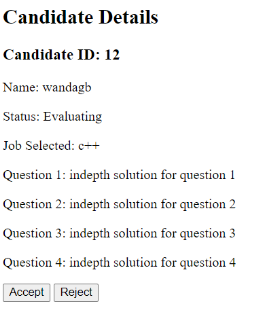 Candidate Details
Candidate ID: 12
Name: wandagb
Status: Evaluating
Job Selected: c++
Question 1: indepth solution for question 1
Question 2: indepth solution for question 2
Question 3: indepth solution for question 3
Question 4: indepth solution for question 4
Accept Reject